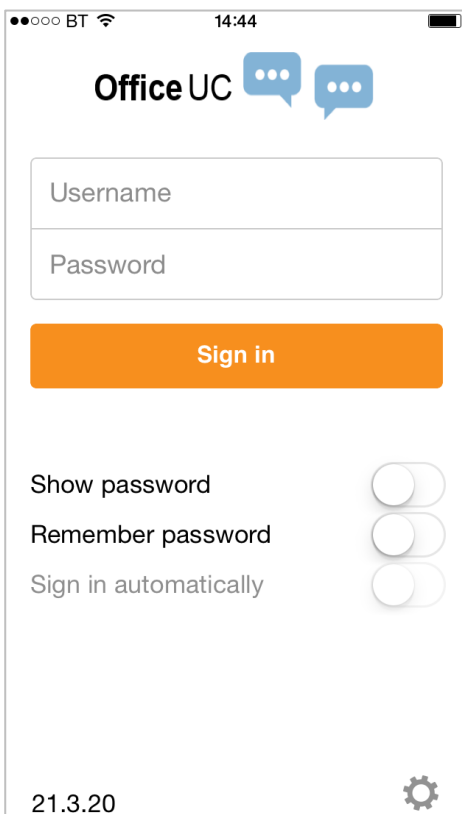 BT 14:44
Office UC
Username
Password
Sign in
Show password
Remember password
Sign in automatically
21.3.20